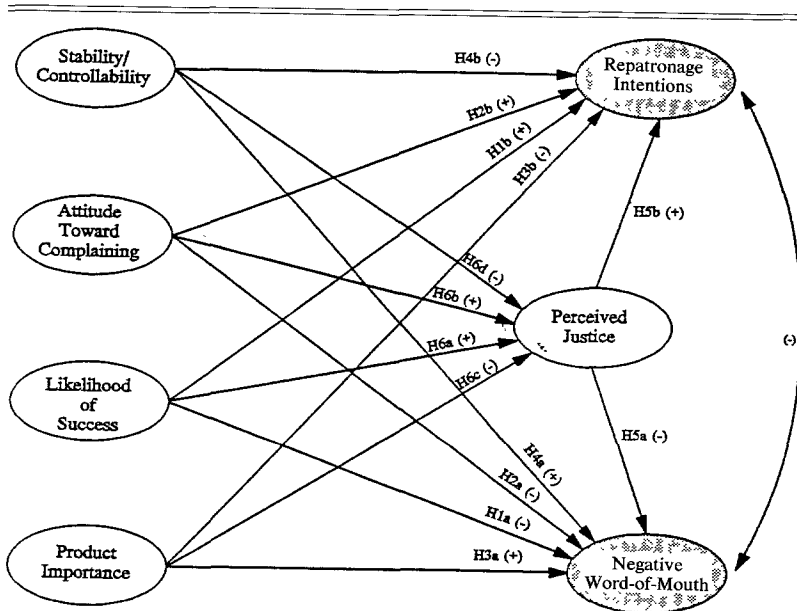 Stability/
Controllability
H4b (-)
Repatronage
Intentions
H2b (+)
H1b (+)
H3b (-)
Attitude
Toward
Complaining
H5b (+)
H6d (-)
H6b (+)
Perceived
Justice
(-)
H6a (+)
H6c (-)
Likelihood
of
Success
H5a (-)
H4a (+)
H2a (-)
H1a (-)
Product
Importance
H3a (+)
Negative
Word-of-Mouth